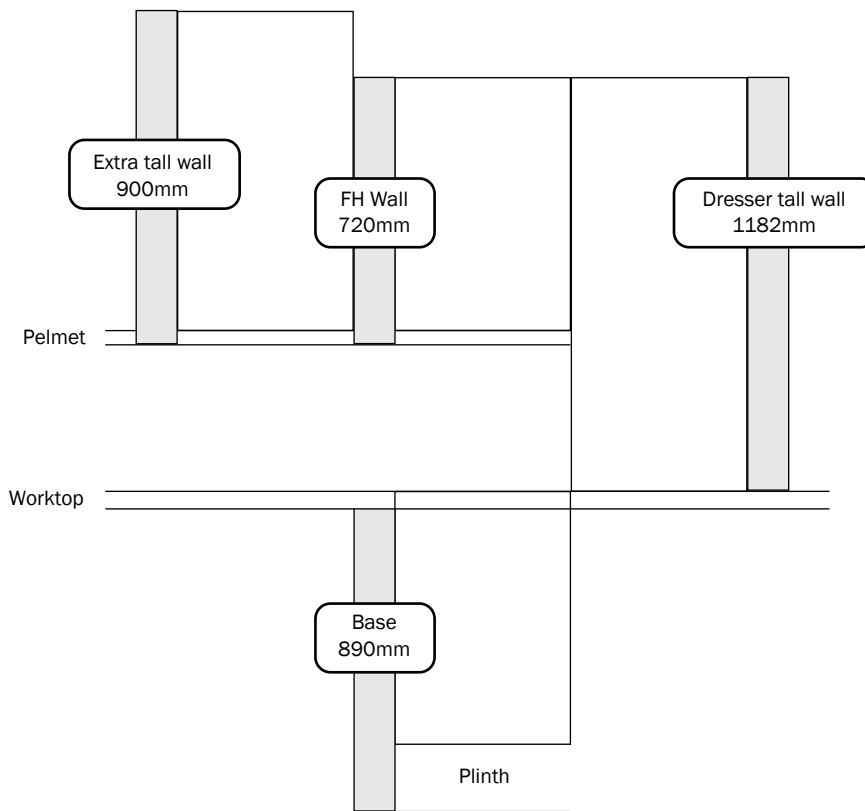 Extra tall wall
900mm
FH Wall
720mm
Dresser tall wall
1182mm
Pelmet
Worktop
Base
890mm
Plinth